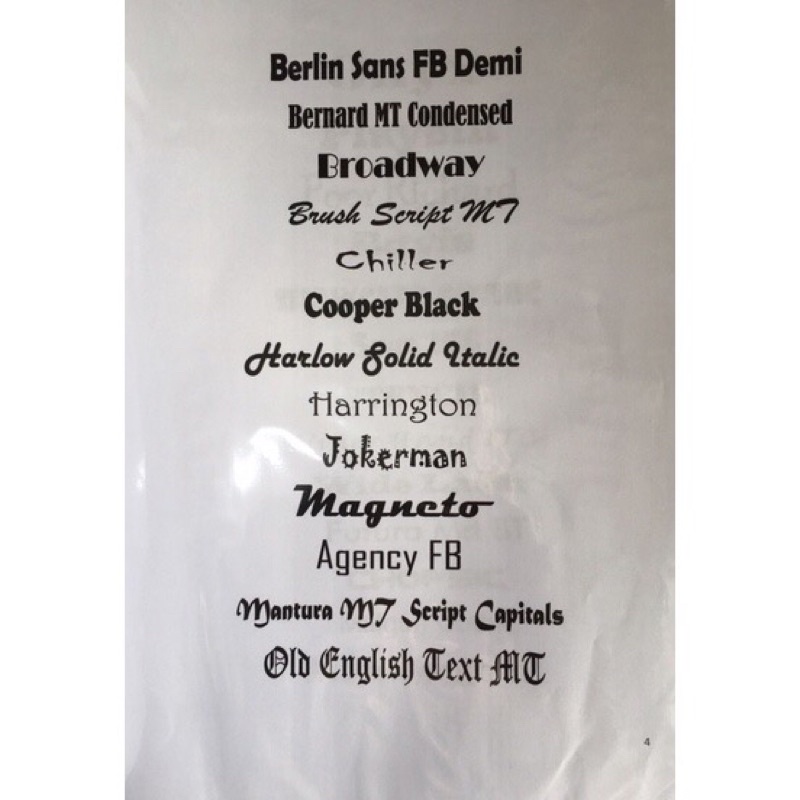 Berlin Sans FB Demi
Bernard MT Condensed
Broadway
Brush Script MT
Chiller
Cooper Black
Harlow Solid Italic
Harrington
Jokerman
Magneto
Agency FB
Mantura MT Script Capitals
Old English Text MT
4